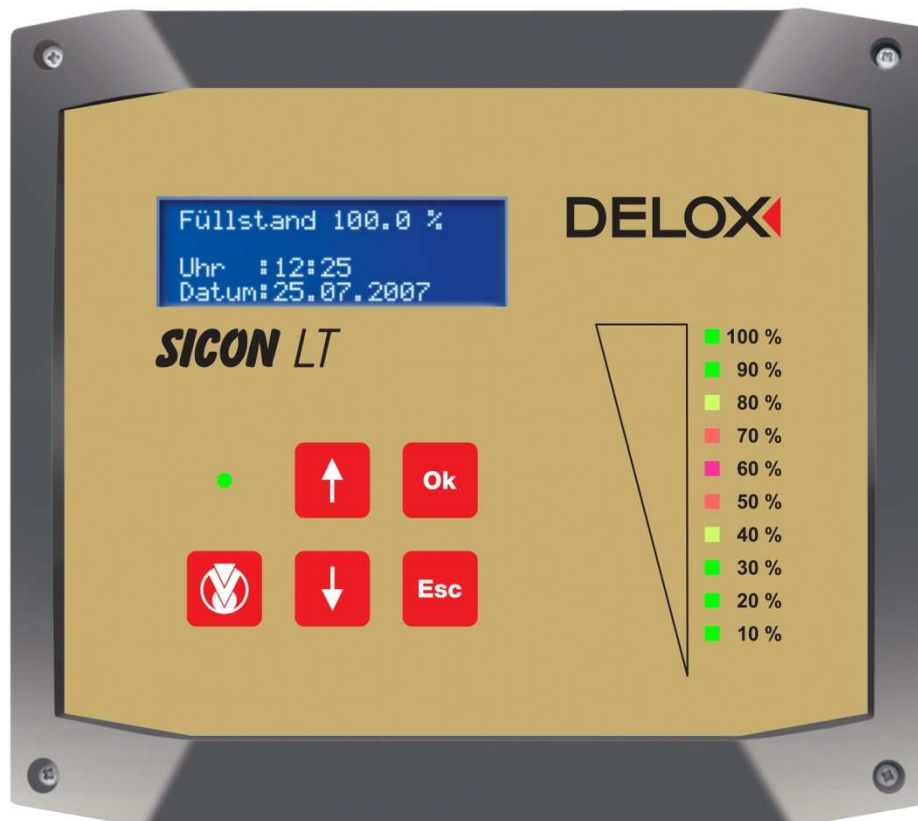 Füllstand 100.0 %
Uhr :12:25
Datum:25.07.2007
DELOX
SICON LT
100 %
90 %
80 %
70 %
60 %
50 %
40 %
30 %
20 %
10 %
Ok
Esc